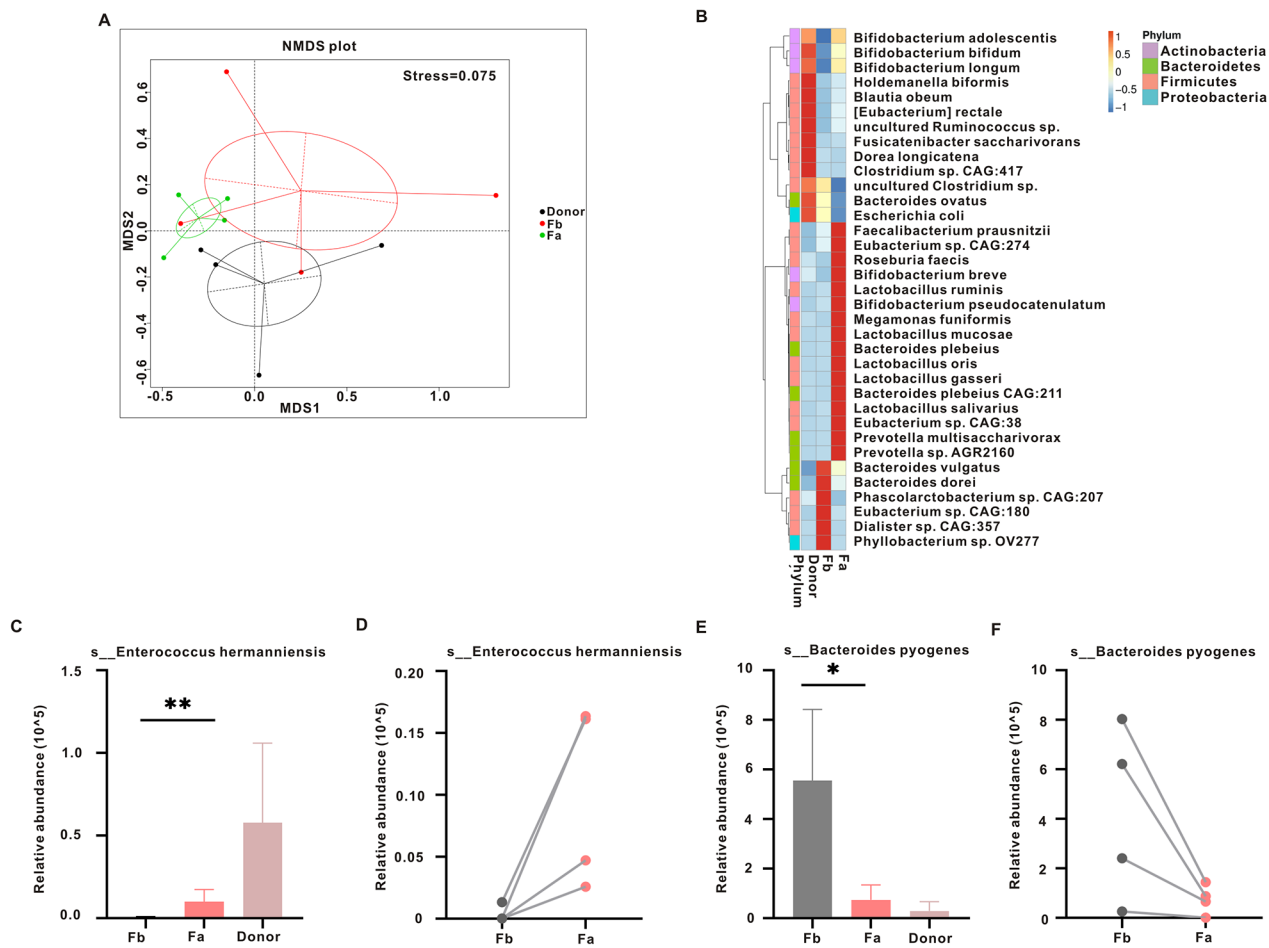 A
NMDS plot
Stress=0.075
0.6
0.4
0.2
0.0
-0.2
-0.4
-0.6
MDS2
-0.5
0.0
0.5
1.0
MDS1
Donor
Fb
Fa
B
Bifidobacterium adolescentis
Bifidobacterium bifidum
Bifidobacterium longum
Holdemanella biformis
Blautia obeum
[Eubacterium] rectale
uncultured Ruminococcus sp.
Fusicatenibacter saccharivorans
Dorea longicatena
Clostridium sp. CAG:417
uncultured Clostridium sp.
Bacteroides ovatus
Escherichia coli
Faecalibacterium prausnitzii
Eubacterium sp. CAG:274
Roseburia faecis
Bifidobacterium breve
Lactobacillus ruminis
Bifidobacterium pseudocatenulatum
Megamonas funiformis
Lactobacillus mucosae
Bacteroides plebeius
Lactobacillus oris
Lactobacillus gasseri
Bacteroides plebeius CAG:211
Lactobacillus salivarius
Eubacterium sp. CAG:38
Prevotella multisaccharivorax
Prevotella sp. AGR2160
Bacteroides vulgatus
Bacteroides dorei
Phascolarctobacterium sp. CAG:207
Eubacterium sp. CAG:180
Dialister sp. CAG:357
Phyllobacterium sp. OV277
Phylum
Donor
Fb
Fa
1
0.5
0
−0.5
−1
Phylum
Actinobacteria
Bacteroidetes
Firmicutes
Proteobacteria
C
s__Enterococcus hermanniensis
Relative abundance (10^5)
1.5
1.0
0.5
0.0
**
Fb
Fa
Donor
D
s__Enterococcus hermanniensis
Relative abundance (10^5)
0.20
0.15
0.10
0.05
0
Fb
Fa
E
s__Bacteroides pyogenes
Relative abundance (10^5)
10
8
6
4
2
0
*
Fb
Fa
Donor
F
s__Bacteroides pyogenes
Relative abundance (10^5)
10
8
6
4
2
0
Fb
Fa